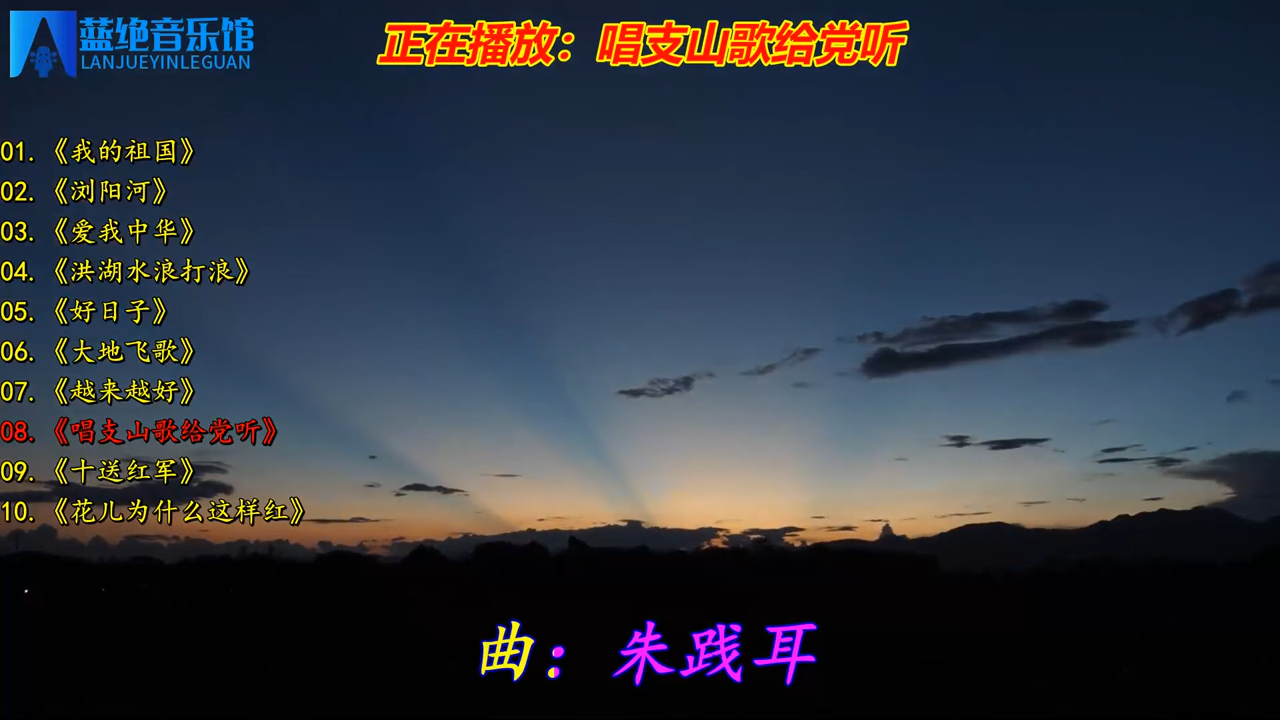 蓝绝音乐馆
LANJUEYINLEGUAN
正在播放：唱支山歌给党听
01.《我的祖国》
02.《浏阳河》
03.《爱我中华》
04.《洪湖水浪打浪》
05.《好日子》
06.《大地飞歌》
07.《越来越好》
08.《唱支山歌给党听》
09.《十送红军》
10.《花儿为什么这样红》
曲：朱践耳